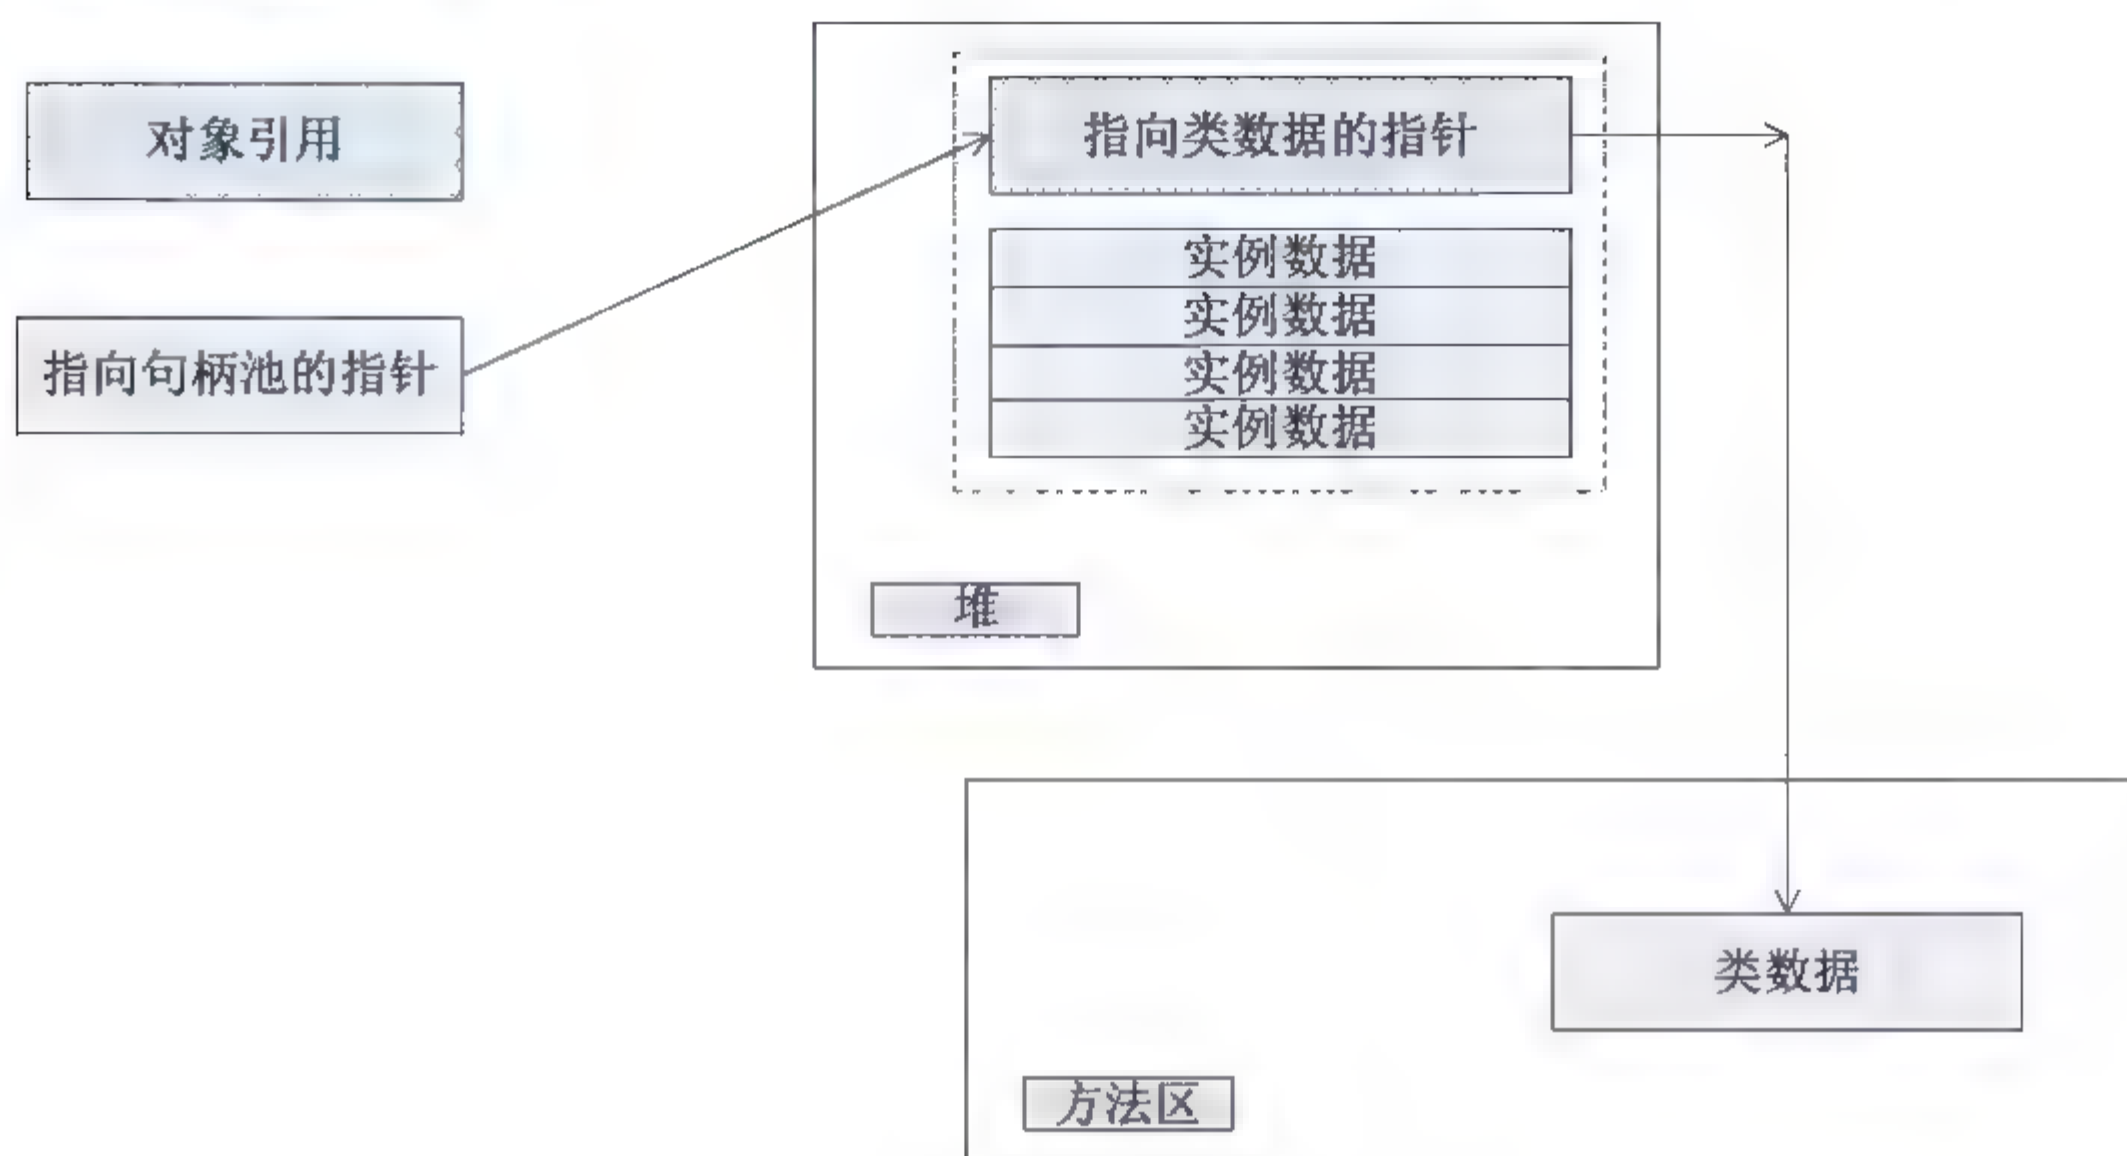 对象引用
指向句柄池的指针
指向类数据的指针
实例数据
实例数据
实例数据
实例数据
堆
类数据
方法区